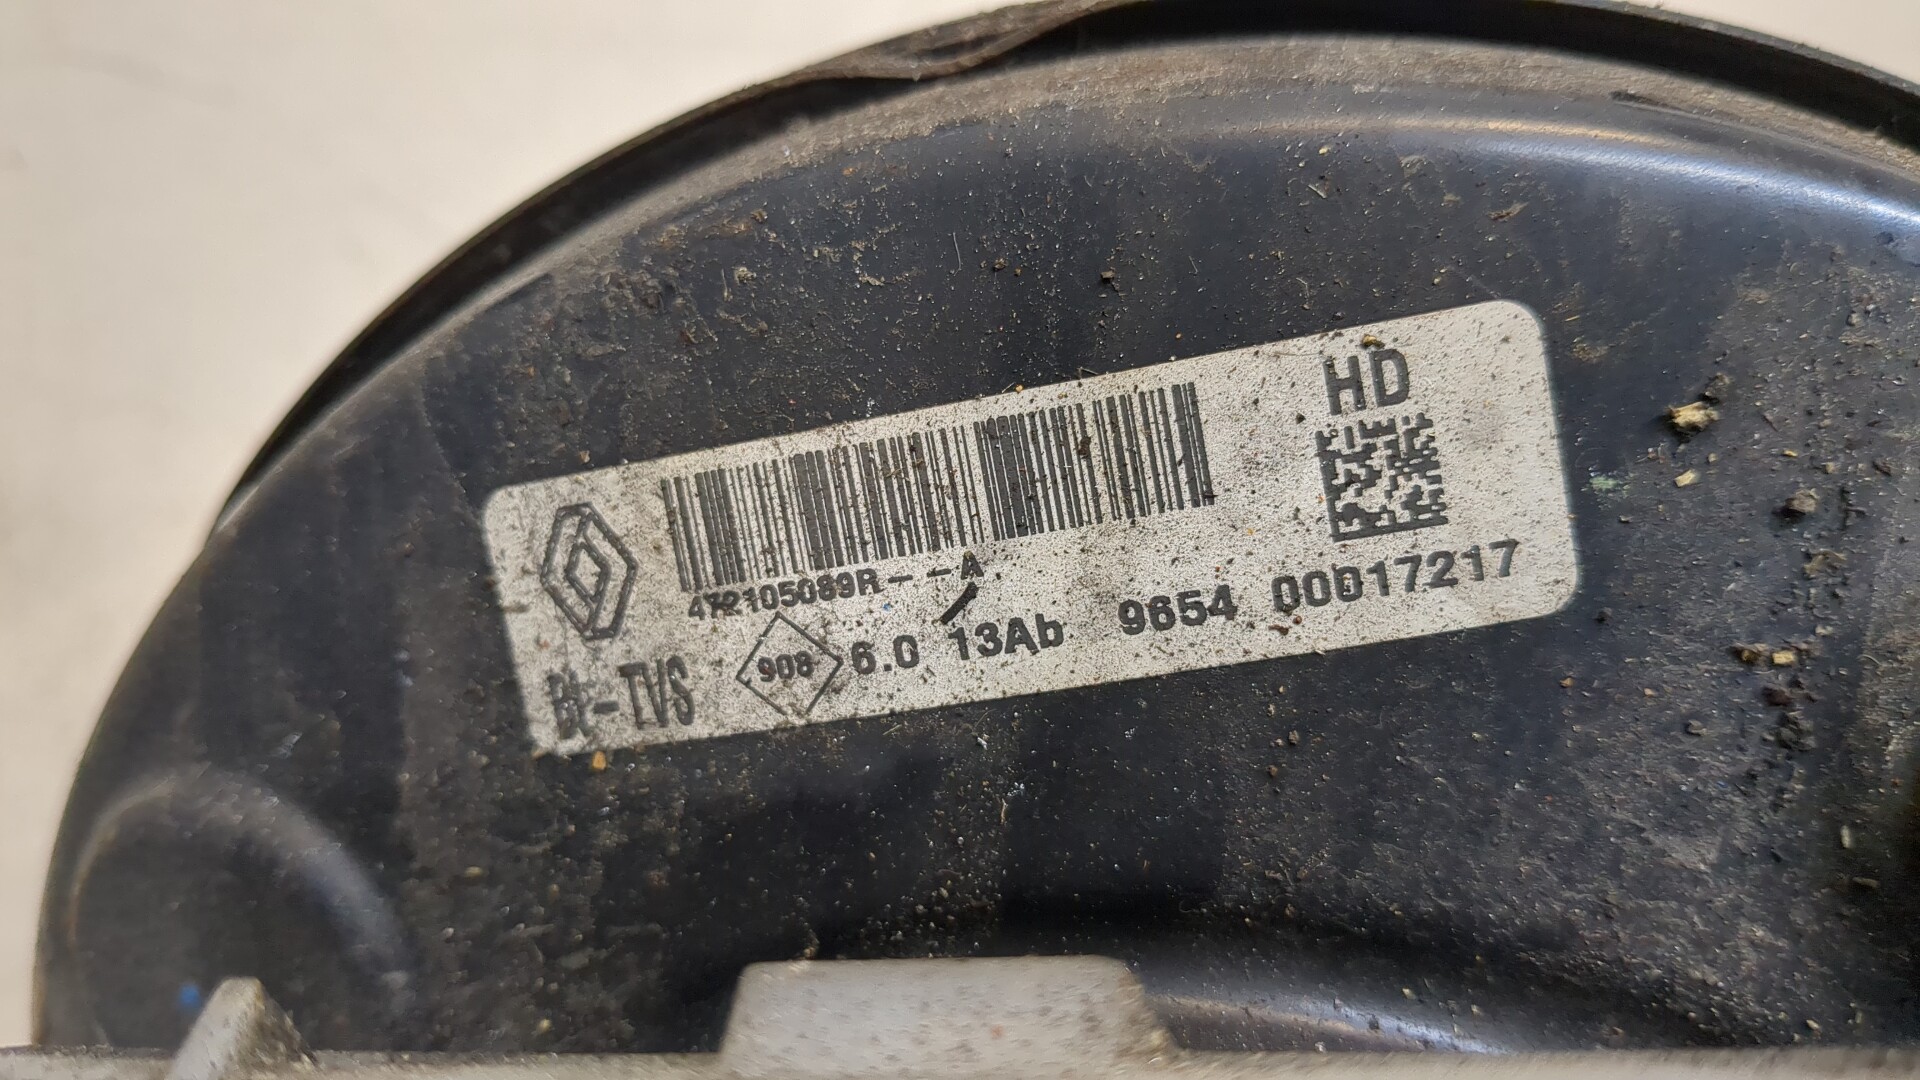 HD
472105089R--A
908 6.0 13Ab 9654 00017217
-TVS